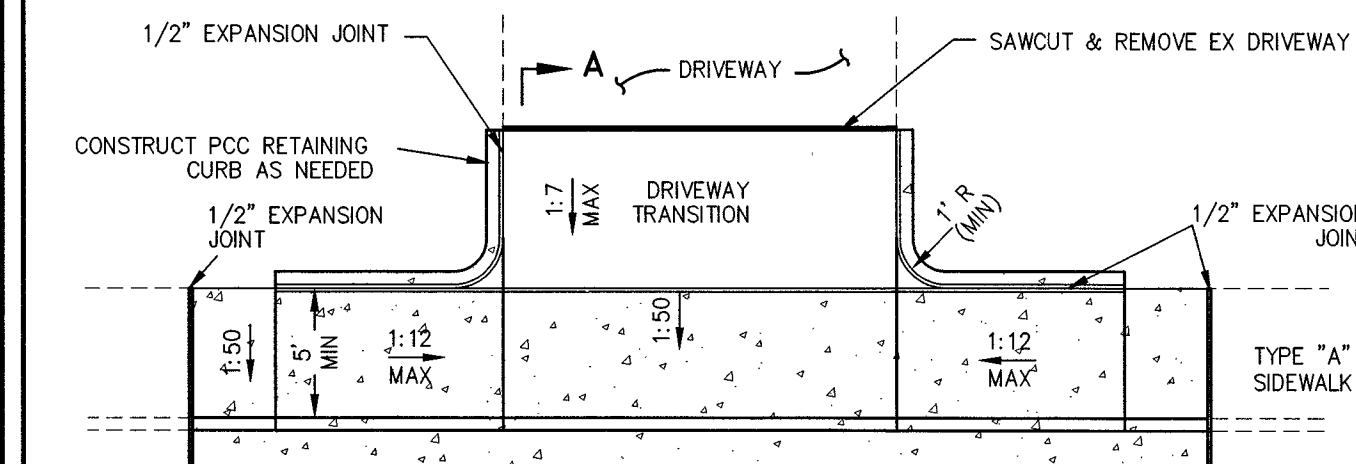 1/2" EXPANSION JOINT
SAWCUT & REMOVE EX DRIVEWAY
A
DRIVEWAY
CONSTRUCT PCC RETAINING
CURB AS NEEDED
1:7
MAX
DRIVEWAY
TRANSITION
1' R
(MIN)
1/2" EXPANSION
JOINT
1/2"
1:50
5'
MIN
1:12
MAX
1:50
1:12
MAX
TYPE "A"
SIDEWALK